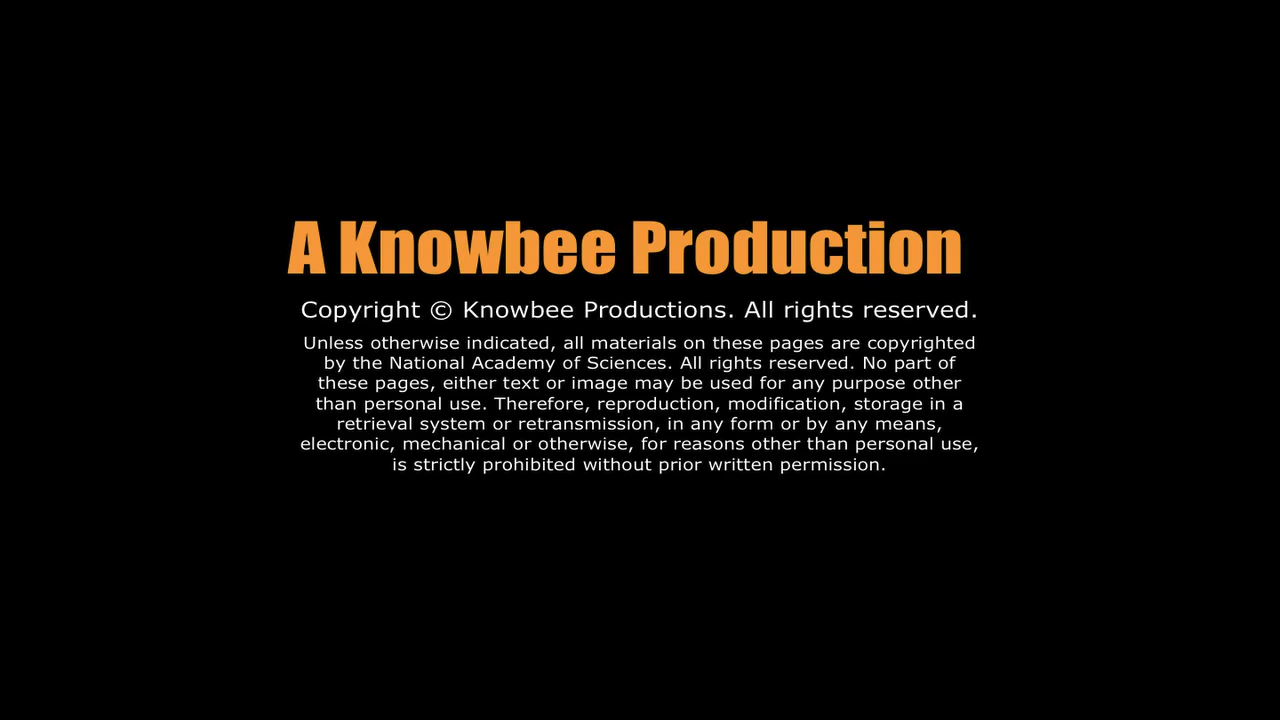 A Knowbee Production
Copyright © Knowbee Productions. All rights reserved.
Unless otherwise indicated, all materials on these pages are copyrighted
by the National Academy of Sciences. All rights reserved. No part of
these pages, either text or image may be used for any purpose other
than personal use. Therefore, reproduction, modification, storage in a
retrieval system or retransmission, in any form or by any means,
electronic, mechanical or otherwise, for reasons other than personal use,
is strictly prohibited without prior written permission.